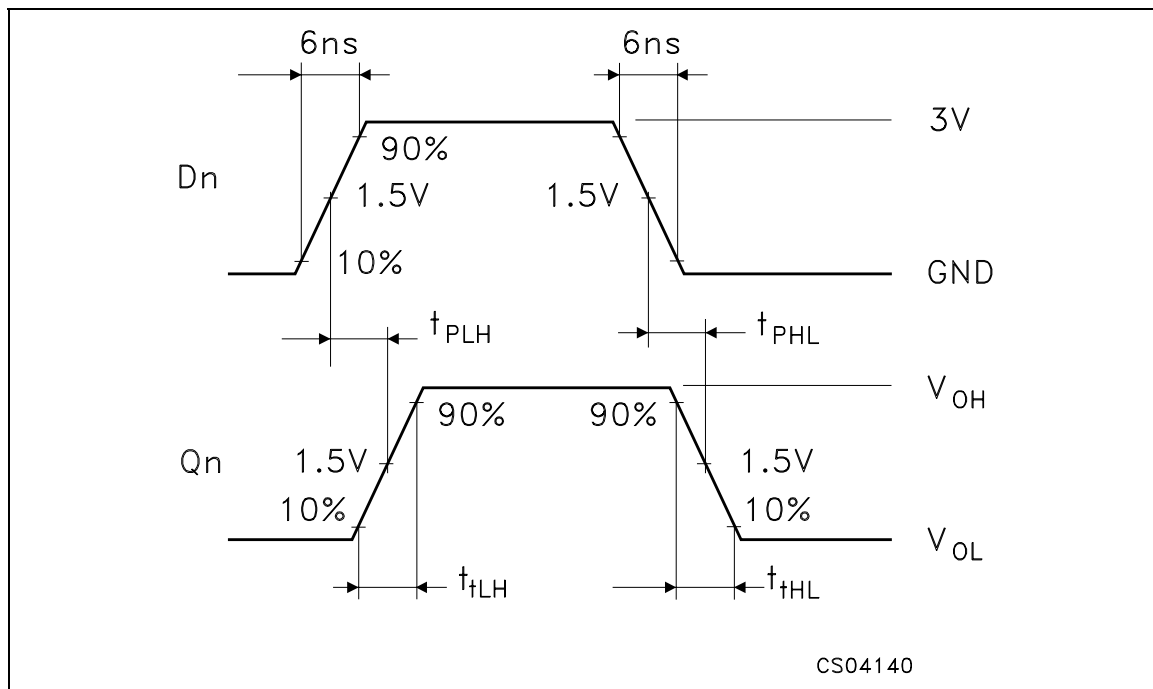 6ns 6ns
3V
90%
Dn 1.5V 1.5V
10% GND
tPLH tPHL
VOH
90% 90%
Qn 1.5V 1.5V
10% 10%
VOL
ttLH ttHL
CS04140